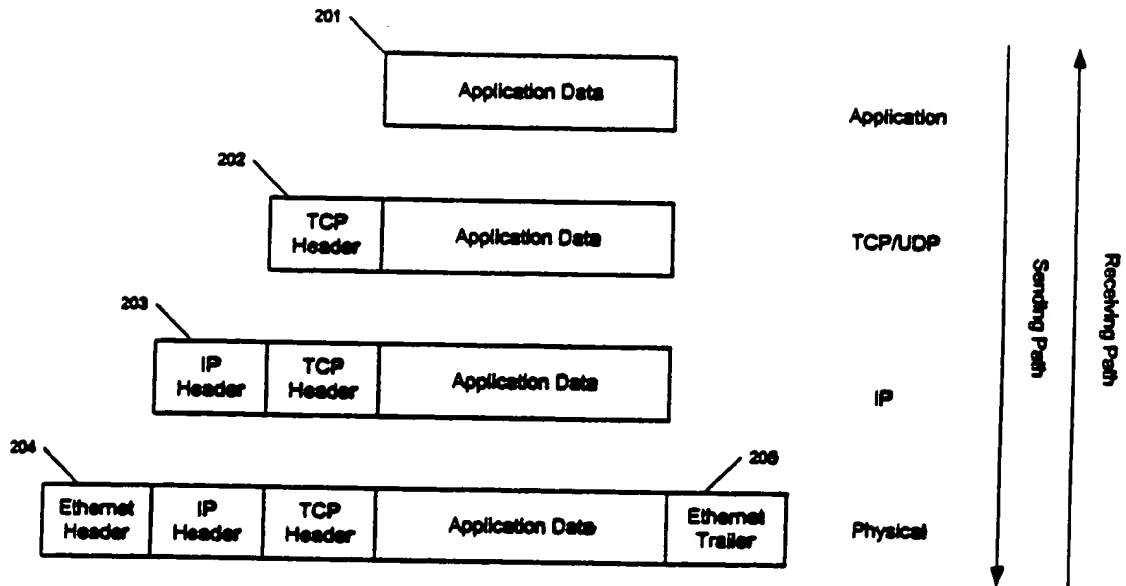 201
Application Data
Application
202
TCP
Header
Application Data
TCP/UDP
203
IP
Header
TCP
Header
Application Data
IP
204
205
Ethernet
Header
IP
Header
TCP
Header
Application Data
Ethernet
Trailer
Physical
Sending Path
Receiving Path